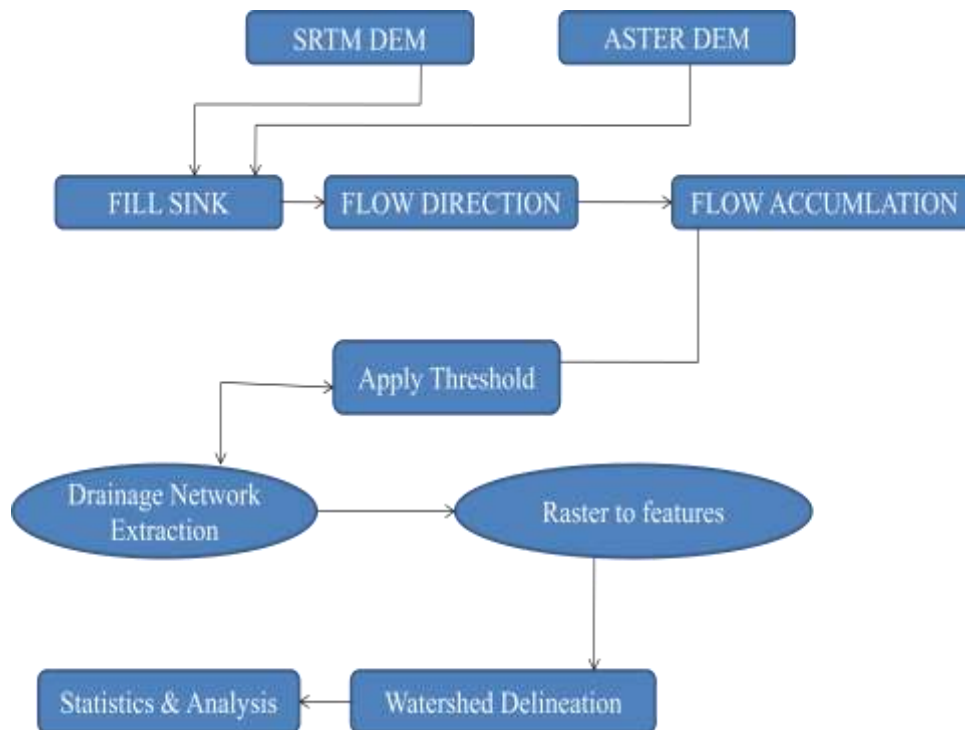 SRTM DEM
ASTER DEM
FILL SINK
FLOW DIRECTION
FLOW ACCUMLATION
Apply Threshold
Drainage Network
Extraction
Raster to features
Statistics & Analysis
Watershed Delineation